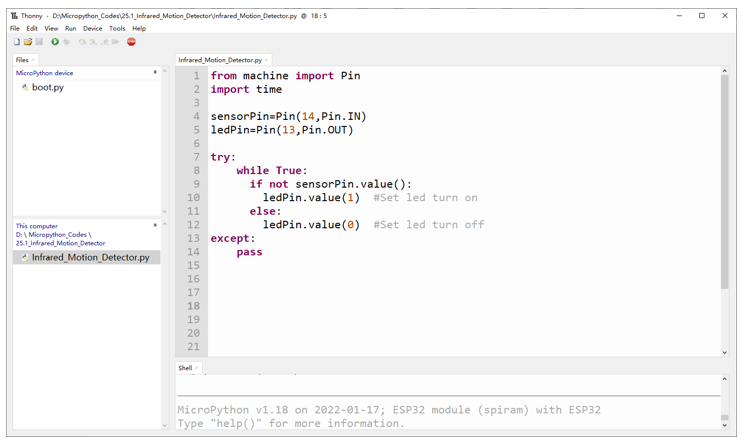 Thonny - D:\Micropython_Codes\25.1_Infrared_Motion_Detector\Infrared_Motion_Detector.py @ 18 : 5
File Edit View Run Device Tools Help
Files
MicroPython device
boot.py
This computer
D: \ Micropython_Codes \
25.1_Infrared_Motion_Detector
Infrared_Motion_Detector.py
Infrared_Motion_Detector.py
1 from machine import Pin
2 import time
3
4 sensorPin=Pin(14,Pin.IN)
5 ledPin=Pin(13,Pin.OUT)
6
7 try:
8     while True:
9       if not sensorPin.value():
10         ledPin.value(1)  #Set led turn on
11       else:
12         ledPin.value(0)  #Set led turn off
13 except:
14     pass
15
16
17
18
19
20
21
Shell
MicroPython v1.18 on 2022-01-17; ESP32 module (spiram) with ESP32
Type "help()" for more information.